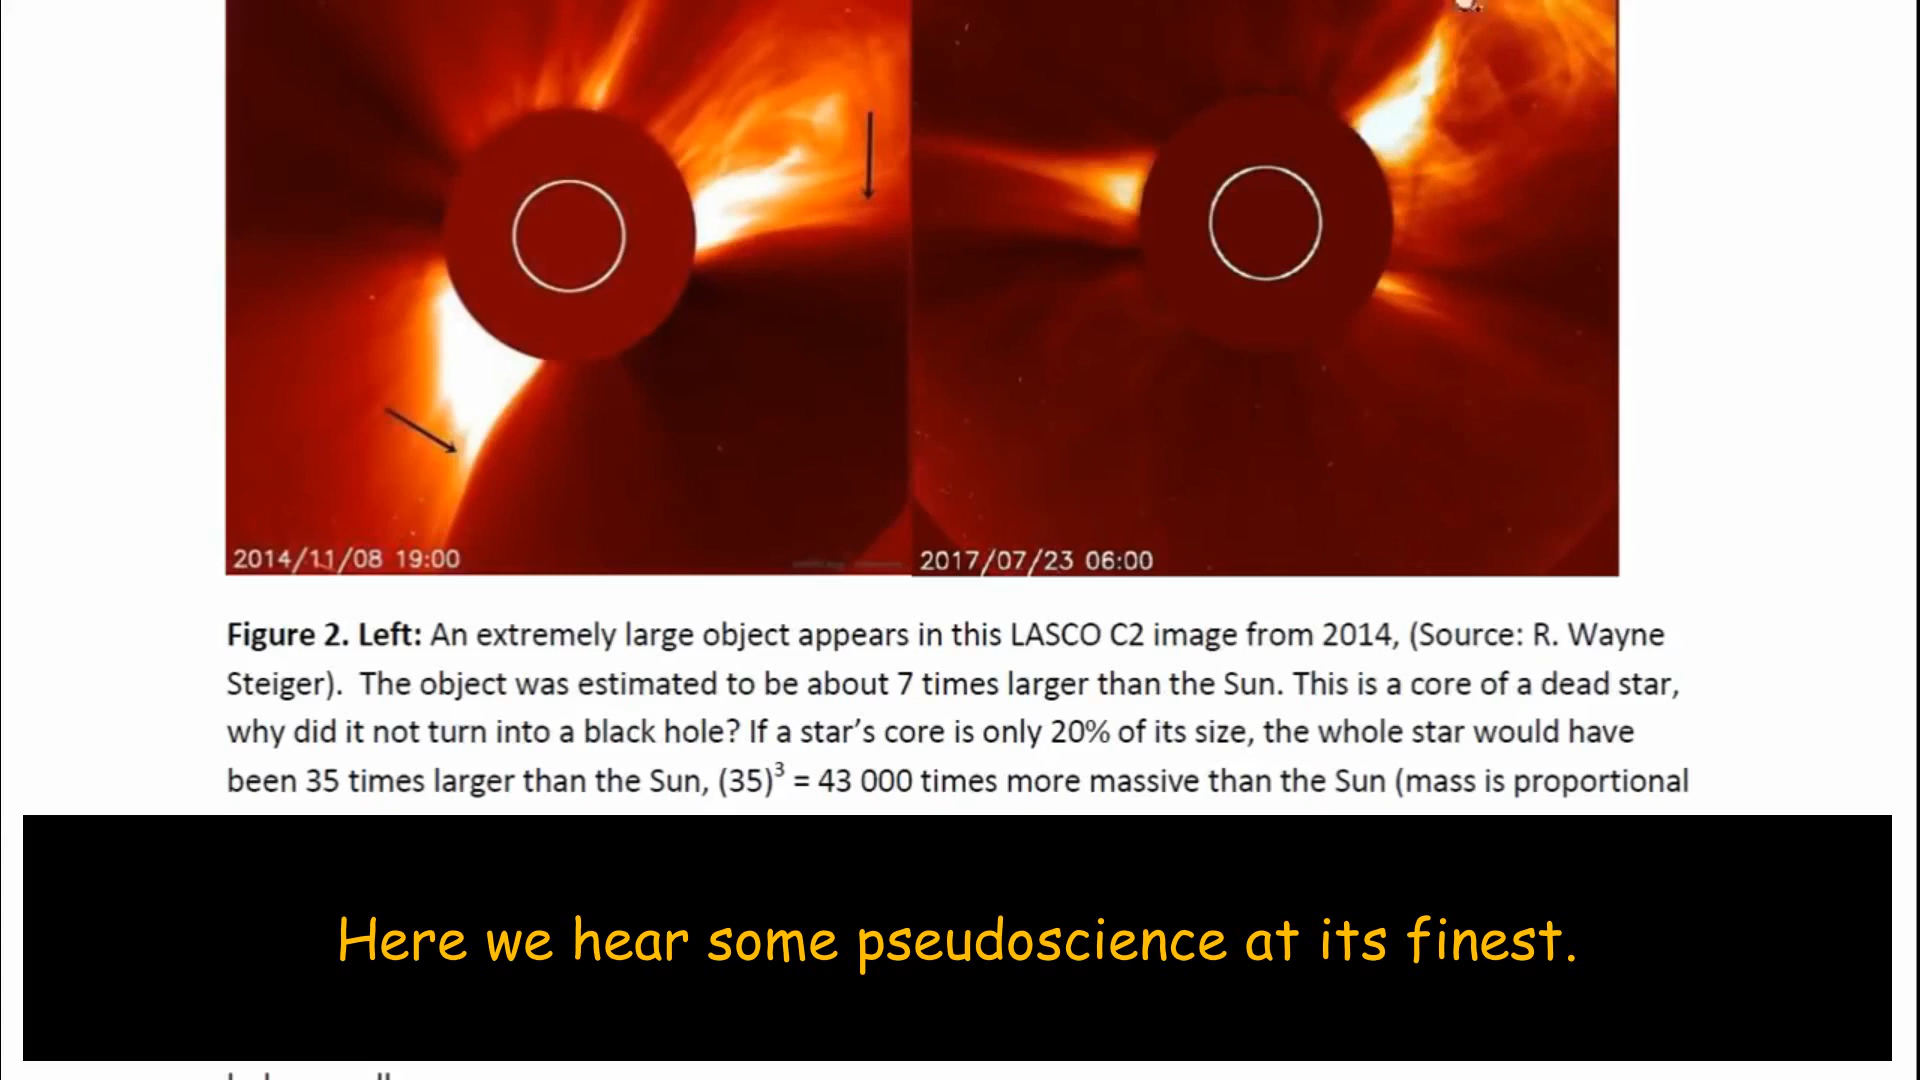 2014/11/08 19:00
2017/07/23 06:00
Figure 2. Left: An extremely large object appears in this LASCO C2 image from 2014, (Source: R. Wayne
Steiger). The object was estimated to be about 7 times larger than the Sun. This is a core of a dead star,
why did it not turn into a black hole? If a star's core is only 20% of its size, the whole star would have
been 35 times larger than the Sun, (35)³ = 43 000 times more massive than the Sun (mass is proportional
Here we hear some pseudoscience at its finest.